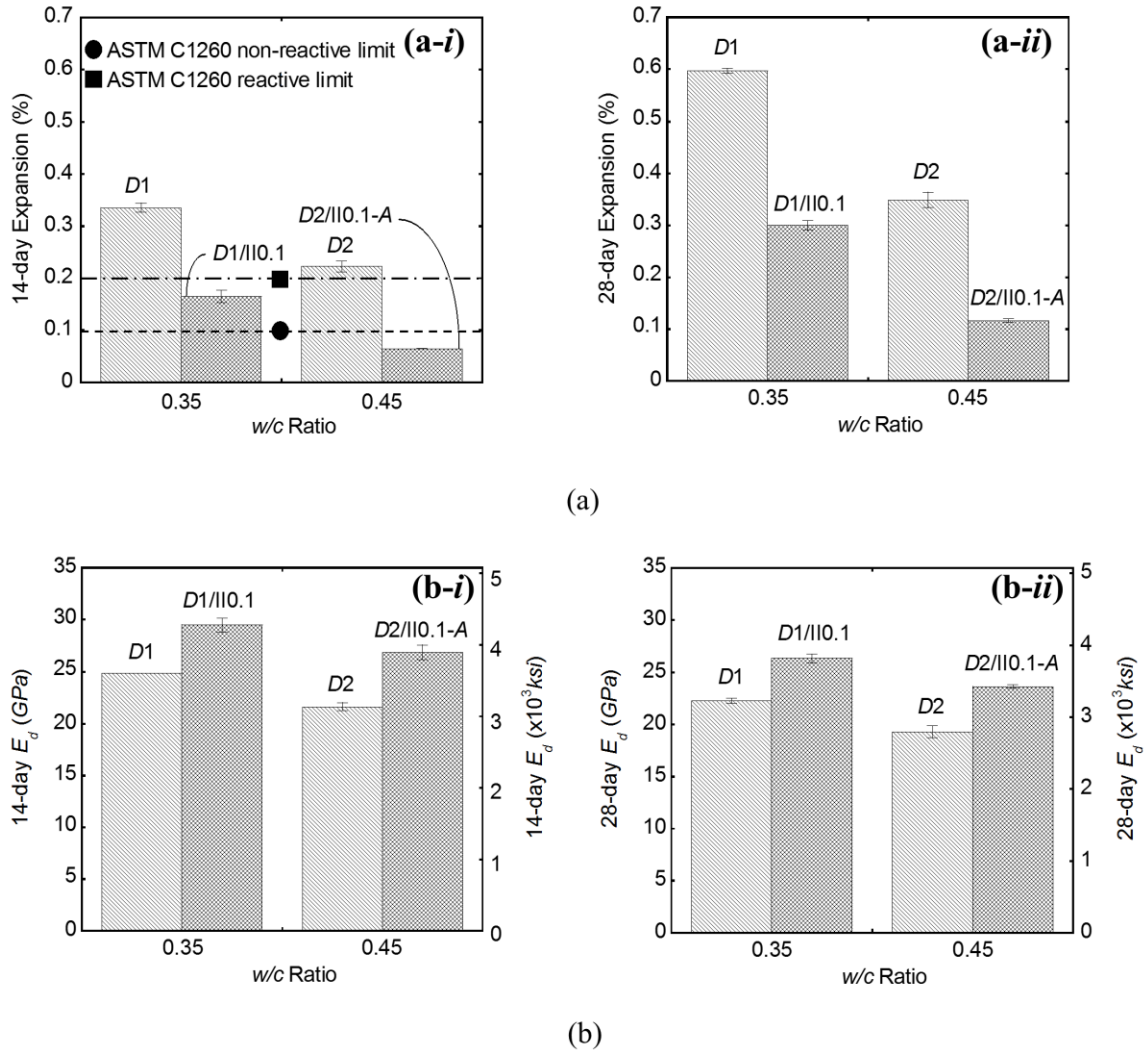 (a-i)
ASTM C1260 non-reactive limit
ASTM C1260 reactive limit
14-day Expansion (%)
0.7
0.6
0.5
0.4
0.3
0.2
0.1
0
D1
D1/II0.1
D2
D2/II0.1-A
0.35
0.45
w/c Ratio
(a-ii)
28-day Expansion (%)
0.7
0.6
0.5
0.4
0.3
0.2
0.1
0
D1
D1/II0.1
D2
D2/II0.1-A
0.35
0.45
w/c Ratio
(a)
(b-i)
14-day E_d (GPa)
35
30
25
20
15
10
5
0
D1
D1/II0.1
D2
D2/II0.1-A
5
4
3
2
1
0
14-day E_d (x10³ksi)
0.35
0.45
w/c Ratio
(b-ii)
28-day E_d (GPa)
35
30
25
20
15
10
5
0
D1
D1/II0.1
D2
D2/II0.1-A
5
4
3
2
1
0
28-day E_d (x10³ksi)
0.35
0.45
w/c Ratio
(b)